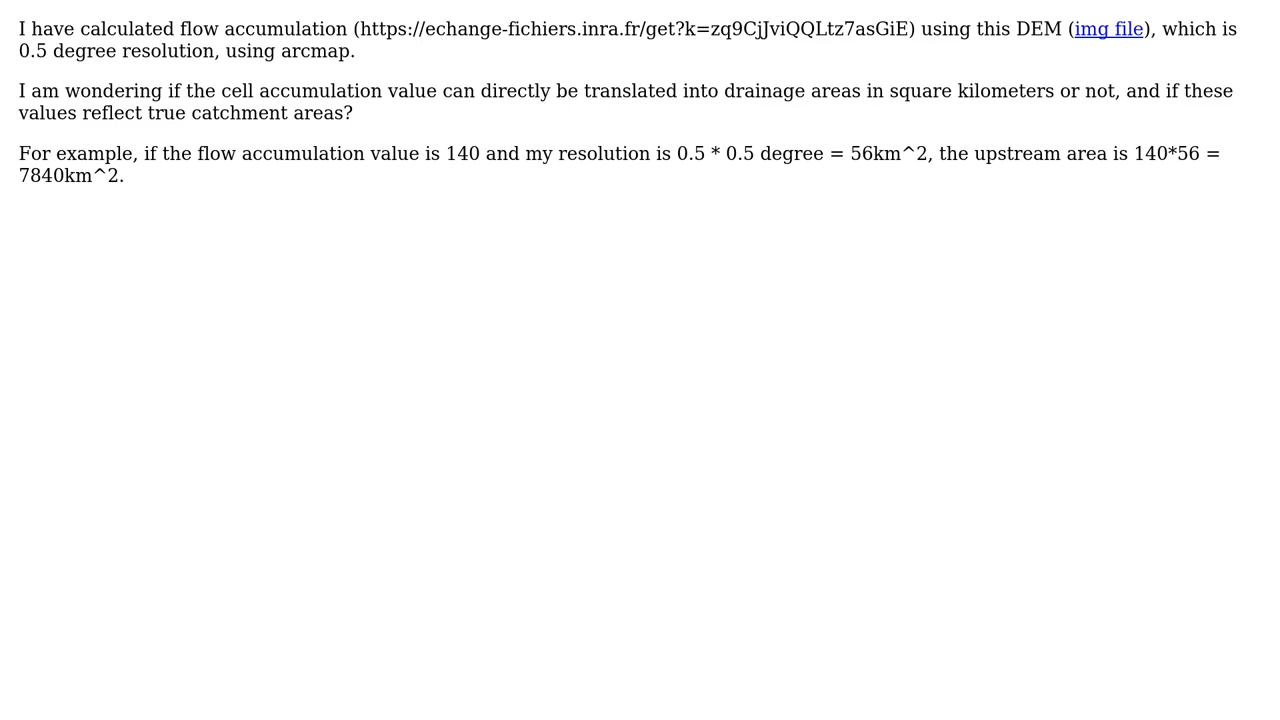 I have calculated flow accumulation (https://echange-fichiers.inra.fr/get?k=zq9CjJviQQLtz7asGiE) using this DEM (img file), which is
0.5 degree resolution, using arcmap.
I am wondering if the cell accumulation value can directly be translated into drainage areas in square kilometers or not, and if these
values reflect true catchment areas?
For example, if the flow accumulation value is 140 and my resolution is 0.5 * 0.5 degree = 56km^2, the upstream area is 140*56 =
7840km^2.